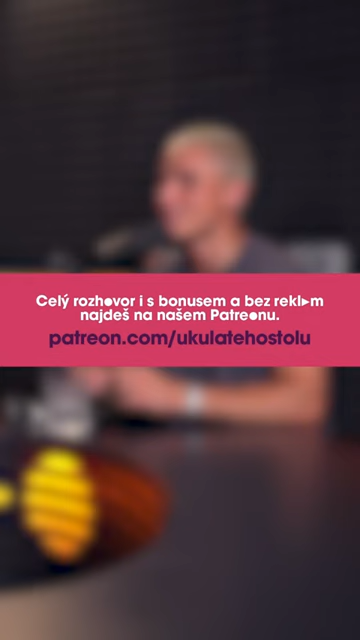 Celý rozhovor i s bonusem a bez reklam
najdeš na našem Patreonu.
patreon.com/ukulatehostolu